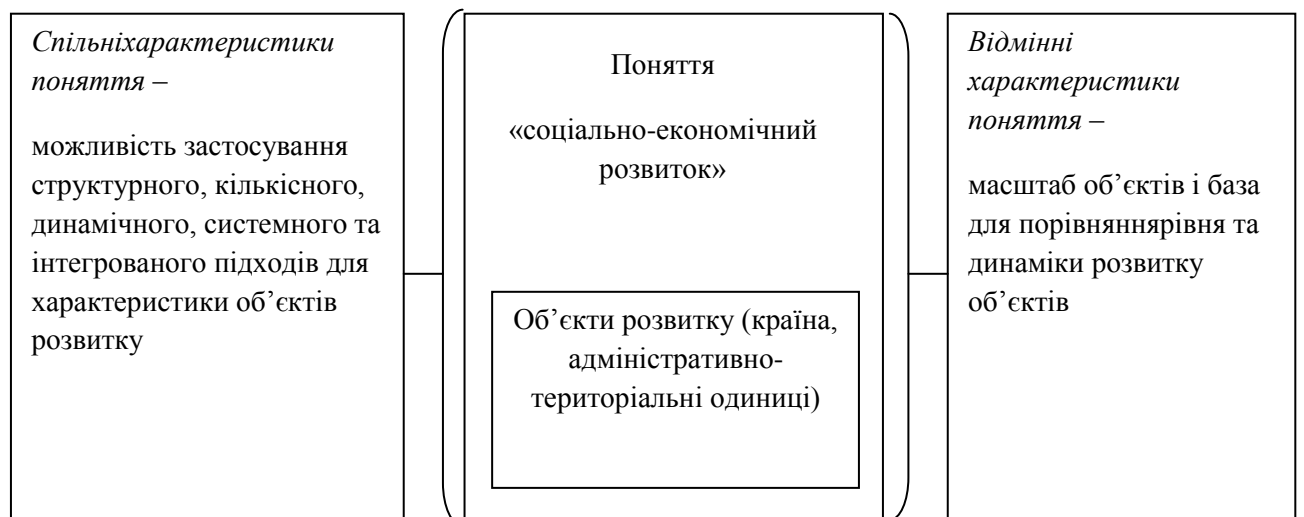 Спільніхарактеристики
поняття –
можливість застосування
структурного, кількісного,
динамічного, системного та
інтегрованого підходів для
характеристики об’єктів
розвитку
Поняття
«соціально-економічний
розвиток»
Об’єкти розвитку (країна,
адміністративно-
територіальні одиниці)
Відмінні
характеристики
поняття –
масштаб об’єктів і база
для порівняннярівня та
динаміки розвитку
об’єктів